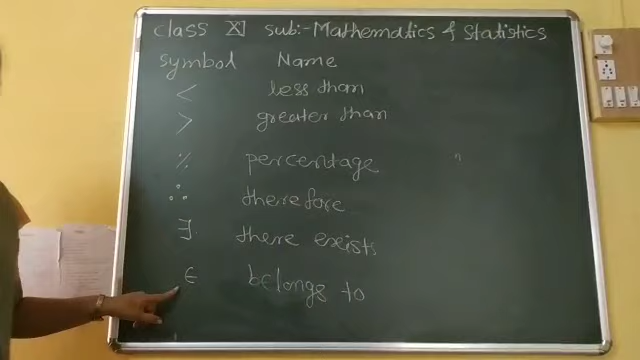 class XI sub:- Mathematics & Statistics
symbol Name
< less than
> greater than
% percentage
∴ therefore
∃ there exists
∈ belongs to